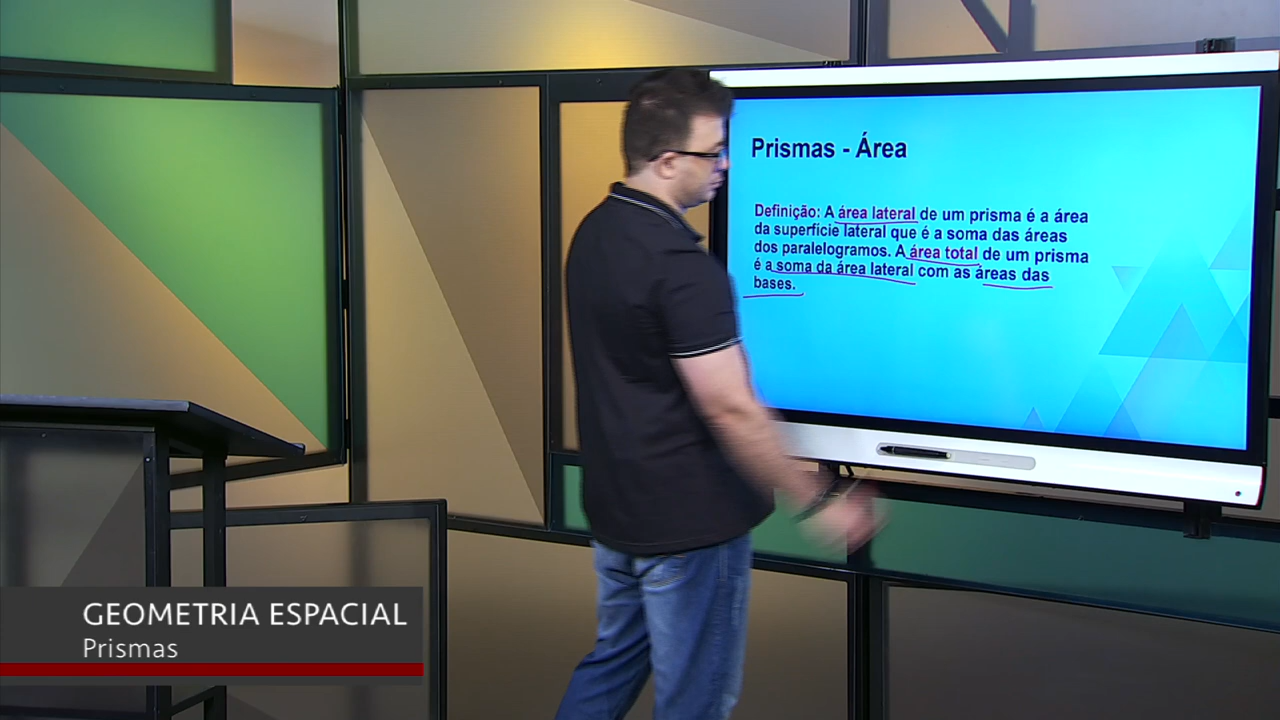 Prismas - Área
Definição: A área lateral de um prisma é a área
da superfície lateral que é a soma das áreas
dos paralelogramos. A área total de um prisma
é a soma da área lateral com as áreas das
bases.
GEOMETRIA ESPACIAL
Prismas